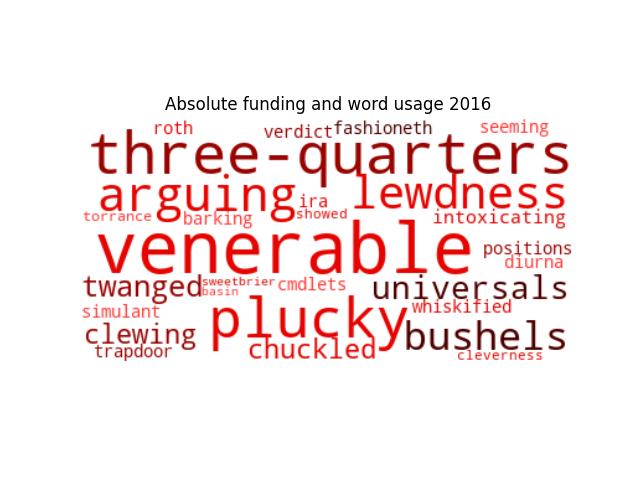 Absolute funding and word usage 2016
roth verdict fashioneth seeming
three-quarters
arguing ira lewdness
torrance barking showed intoxicating
venerable positions
diurna
twanged sweetbrier cmdlets universals
basin
simulant plucky whiskified
clewing bushels
trapdoor chuckled cleverness